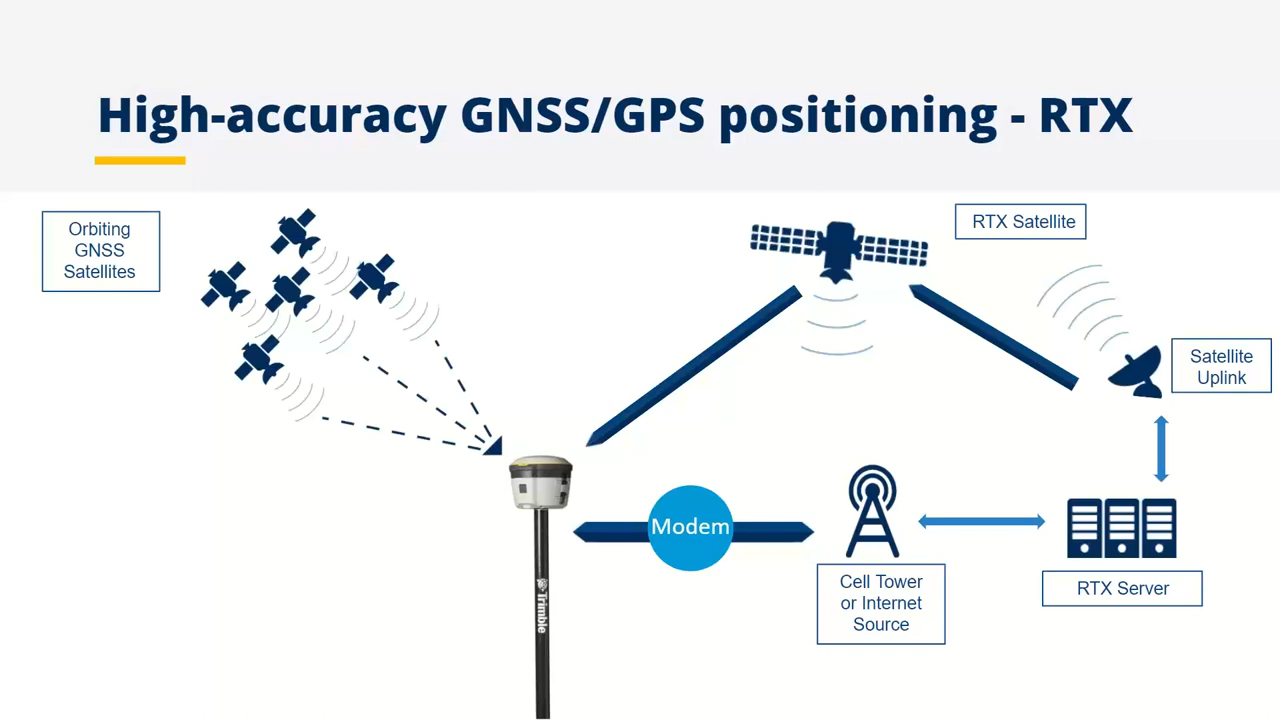 High-accuracy GNSS/GPS positioning - RTX
Orbiting
GNSS
Satellites
RTX Satellite
Satellite
Uplink
Modem
Trimble
Cell Tower
or Internet
Source
RTX Server